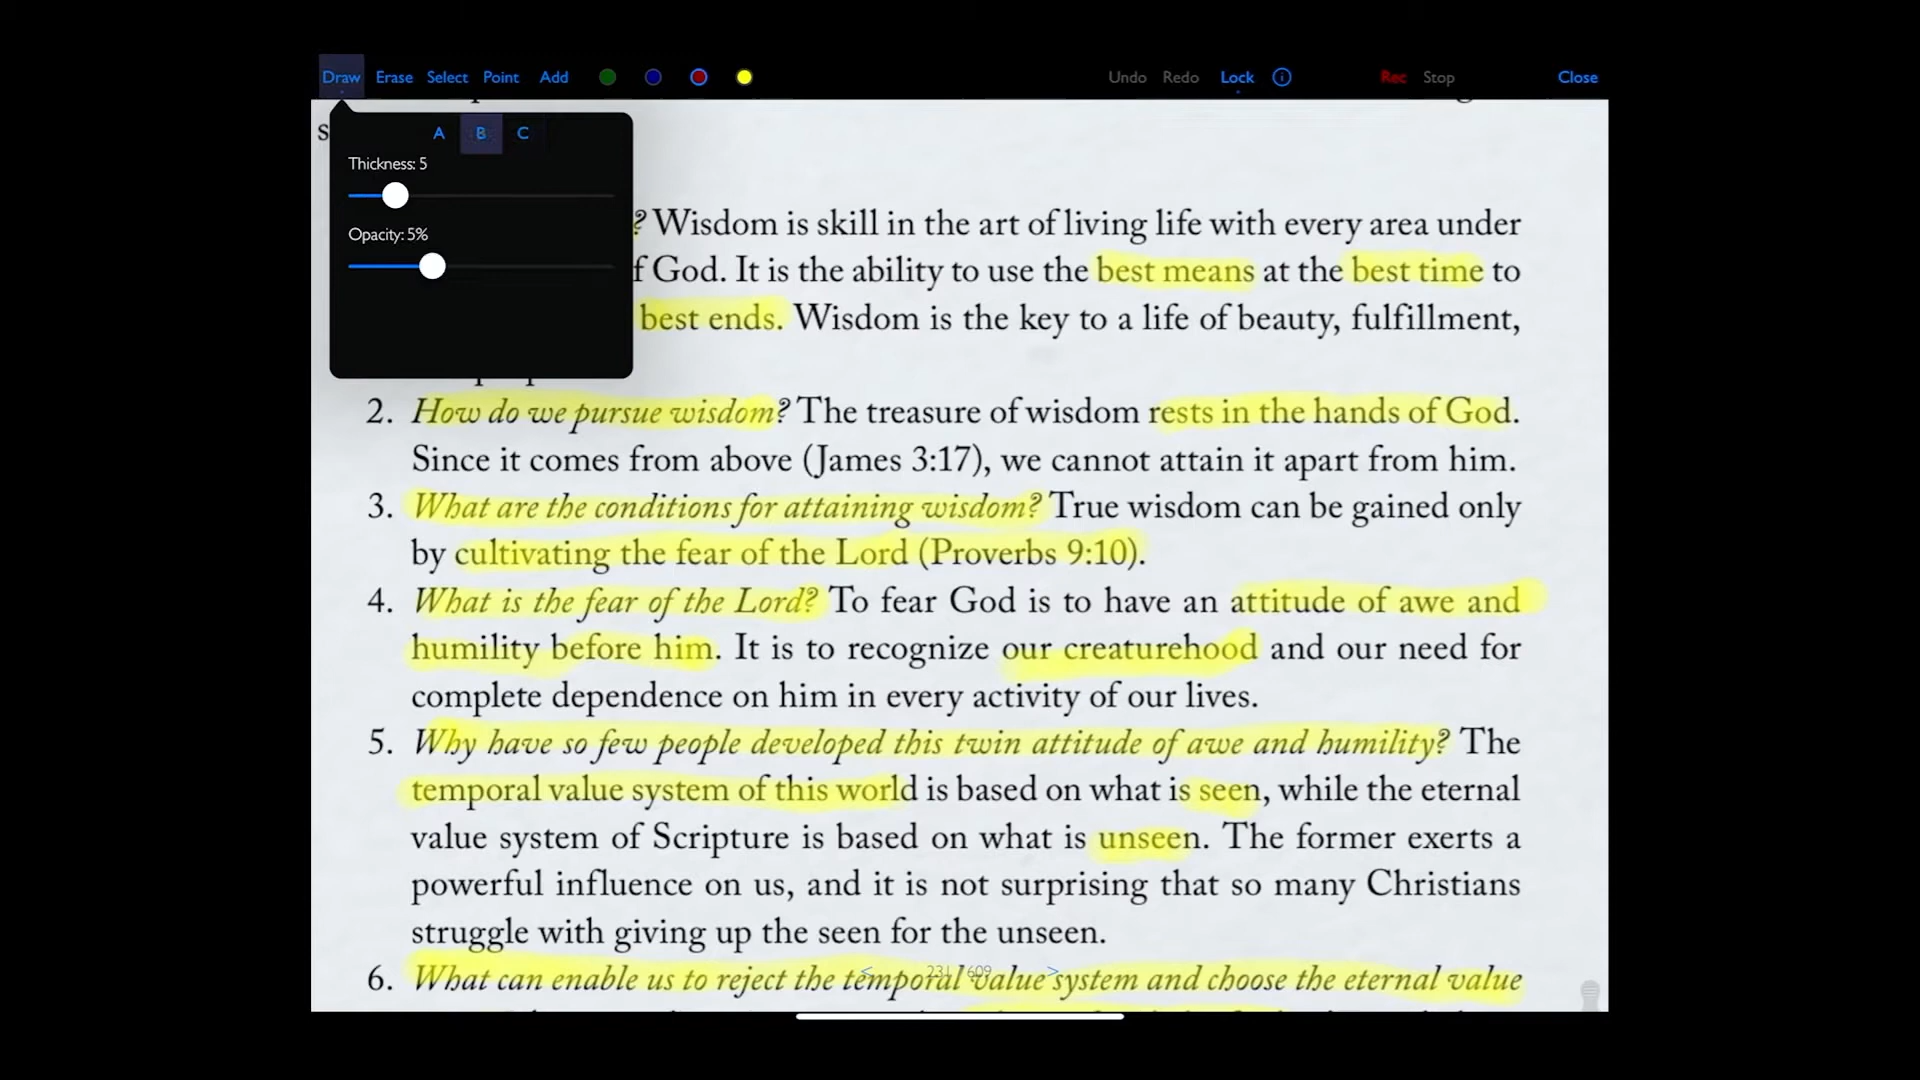 Draw Erase Select Point Add Undo Redo Lock Rec Stop Close
A B C
Thickness: 5
Opacity: 5%
s
? Wisdom is skill in the art of living life with every area under
f God. It is the ability to use the best means at the best time to
best ends. Wisdom is the key to a life of beauty, fulfillment,
2. How do we pursue wisdom? The treasure of wisdom rests in the hands of God.
Since it comes from above (James 3:17), we cannot attain it apart from him.
3. What are the conditions for attaining wisdom? True wisdom can be gained only
by cultivating the fear of the Lord (Proverbs 9:10).
4. What is the fear of the Lord? To fear God is to have an attitude of awe and
humility before him. It is to recognize our creaturehood and our need for
complete dependence on him in every activity of our lives.
5. Why have so few people developed this twin attitude of awe and humility? The
temporal value system of this world is based on what is seen, while the eternal
value system of Scripture is based on what is unseen. The former exerts a
powerful influence on us, and it is not surprising that so many Christians
struggle with giving up the seen for the unseen.
6. What can enable us to reject the temporal value system and choose the eternal value
< 231 / 609 >